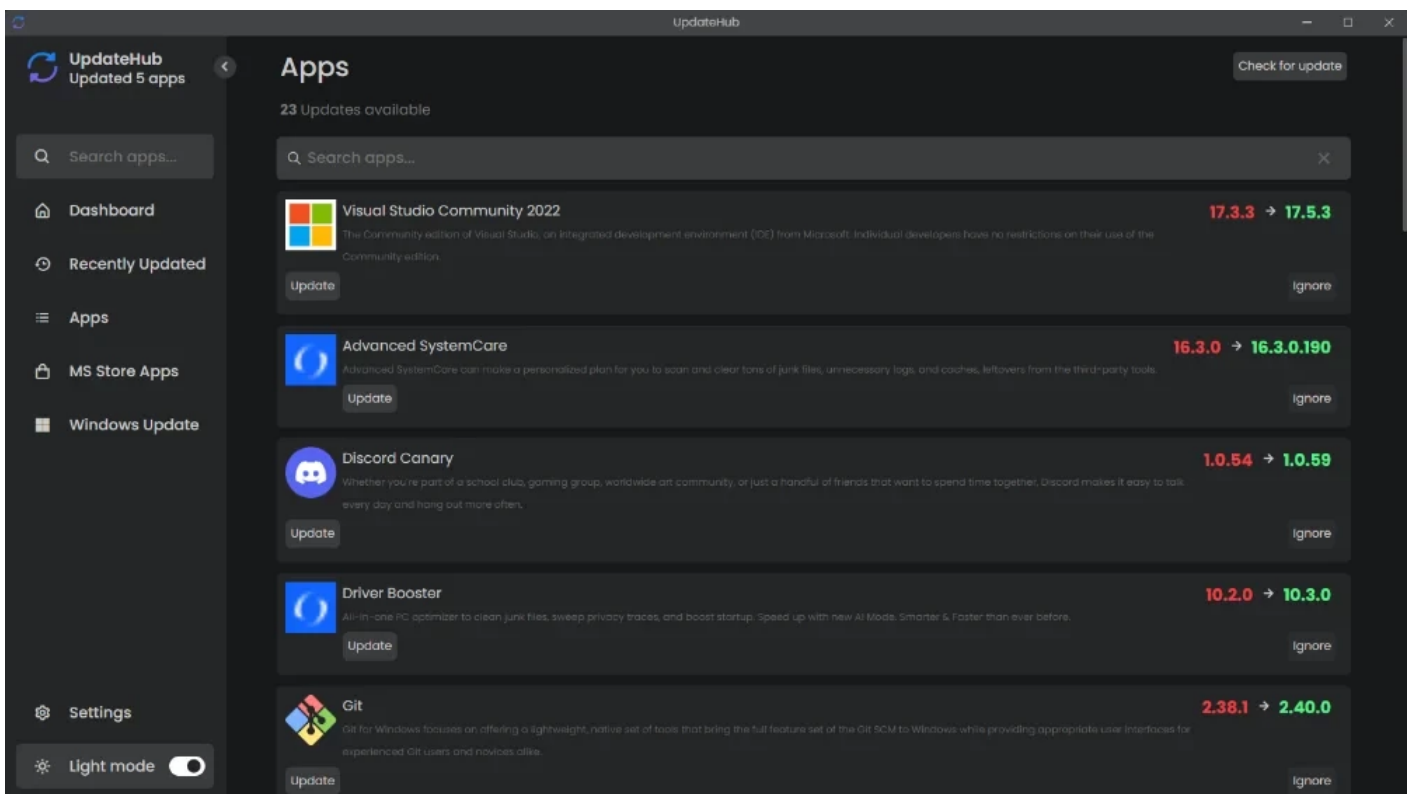 UpdateHub
UpdateHub
Updated 5 apps
Search apps...
Dashboard
Recently Updated
Apps
MS Store Apps
Windows Update
Settings
Light mode
Apps
Check for update
23 Updates available
Search apps...
Visual Studio Community 2022
17.3.3 → 17.5.3
The Community edition of Visual Studio, an integrated development environment (IDE) from Microsoft. Individual developers have no restrictions on their use of the
Community edition.
Update
Ignore
Advanced SystemCare
16.3.0 → 16.3.0.190
Advanced SystemCare can make a personalized plan for you to scan and clear tons of junk files, unnecessary logs, and caches, leftovers from the third-party tools.
Update
Ignore
Discord Canary
1.0.54 → 1.0.59
Whether you're part of a school club, gaming group, worldwide art community, or just a handful of friends that want to spend time together, Discord makes it easy to talk
every day and hang out more often.
Update
Ignore
Driver Booster
10.2.0 → 10.3.0
All-in-one PC optimizer to clean junk files, sweep privacy traces, and boost startup. Speed up with new AI Mode. Smarter & Faster than ever before.
Update
Ignore
Git
2.38.1 → 2.40.0
Git for Windows focuses on offering a lightweight, native set of tools that bring the full feature set of the Git SCM to Windows while providing appropriate user interfaces for
experienced Git users and novices alike.
Update
Ignore